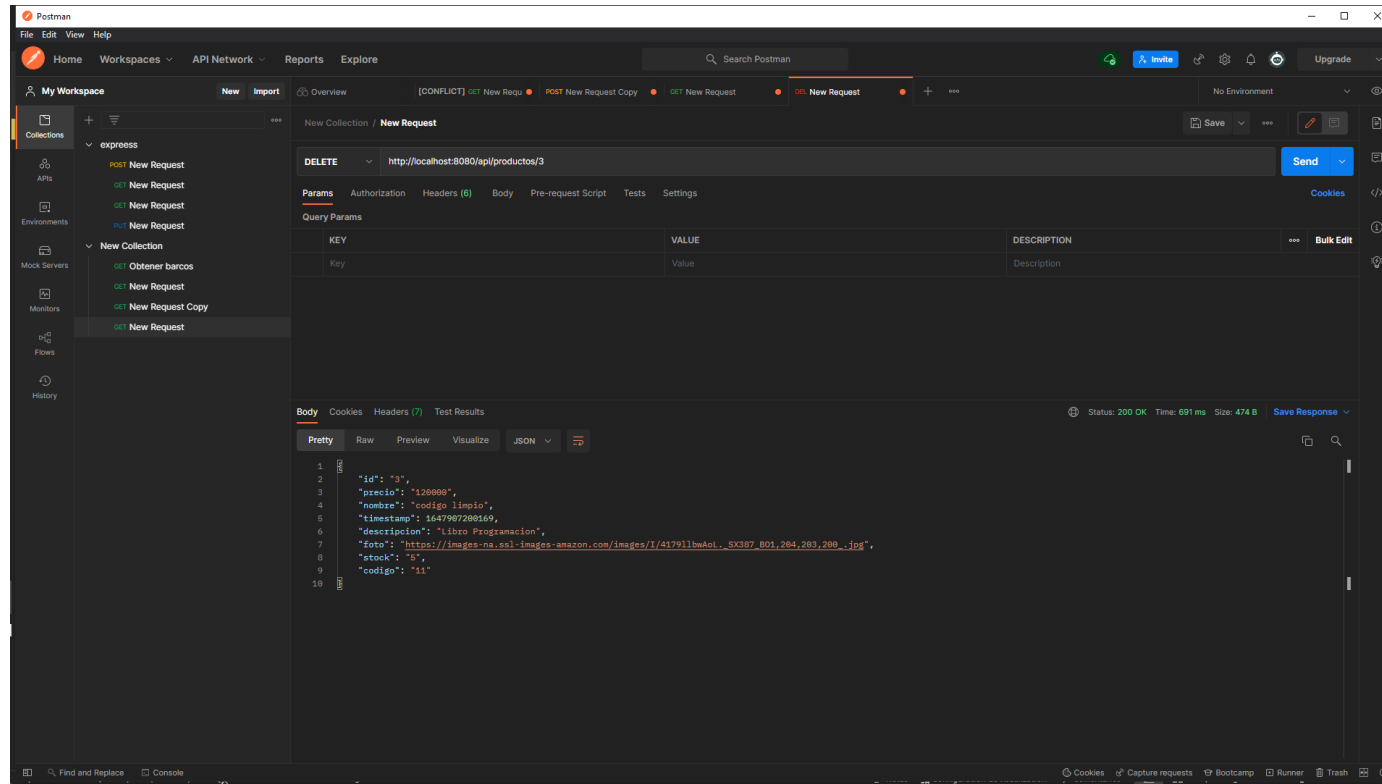 Postman
File Edit View Help
Home Workspaces API Network Reports Explore Search Postman Invite Upgrade
My Workspace New Import Overview [CONFLICT] GET New Requ POST New Request Copy GET New Request DEL New Request No Environment
Collections
New Collection / New Request Save
expreess
POST New Request
GET New Request
GET New Request
PUT New Request
New Collection
GET Obtener barcos
GET New Request
GET New Request Copy
GET New Request
APIs
Environments
Mock Servers
Monitors
Flows
History
DELETE http://localhost:8080/api/productos/3 Send
Params Authorization Headers (6) Body Pre-request Script Tests Settings Cookies
Query Params
KEY VALUE DESCRIPTION Bulk Edit
Key Value Description
Body Cookies Headers (7) Test Results Status: 200 OK Time: 691 ms Size: 474 B Save Response
Pretty Raw Preview Visualize JSON
1 {
2 "id": "3",
3 "precio": "120000",
4 "nombre": "codigo limpio",
5 "timestamp": 1647907200169,
6 "descripcion": "Libro Programacion",
7 "foto": "https://images-na.ssl-images-amazon.com/images/I/4179llbwAoL._SX387_BO1,204,203,200_.jpg",
8 "stock": "5",
9 "codigo": "11"
10 }
Find and Replace Console Cookies Capture requests Bootcamp Runner Trash